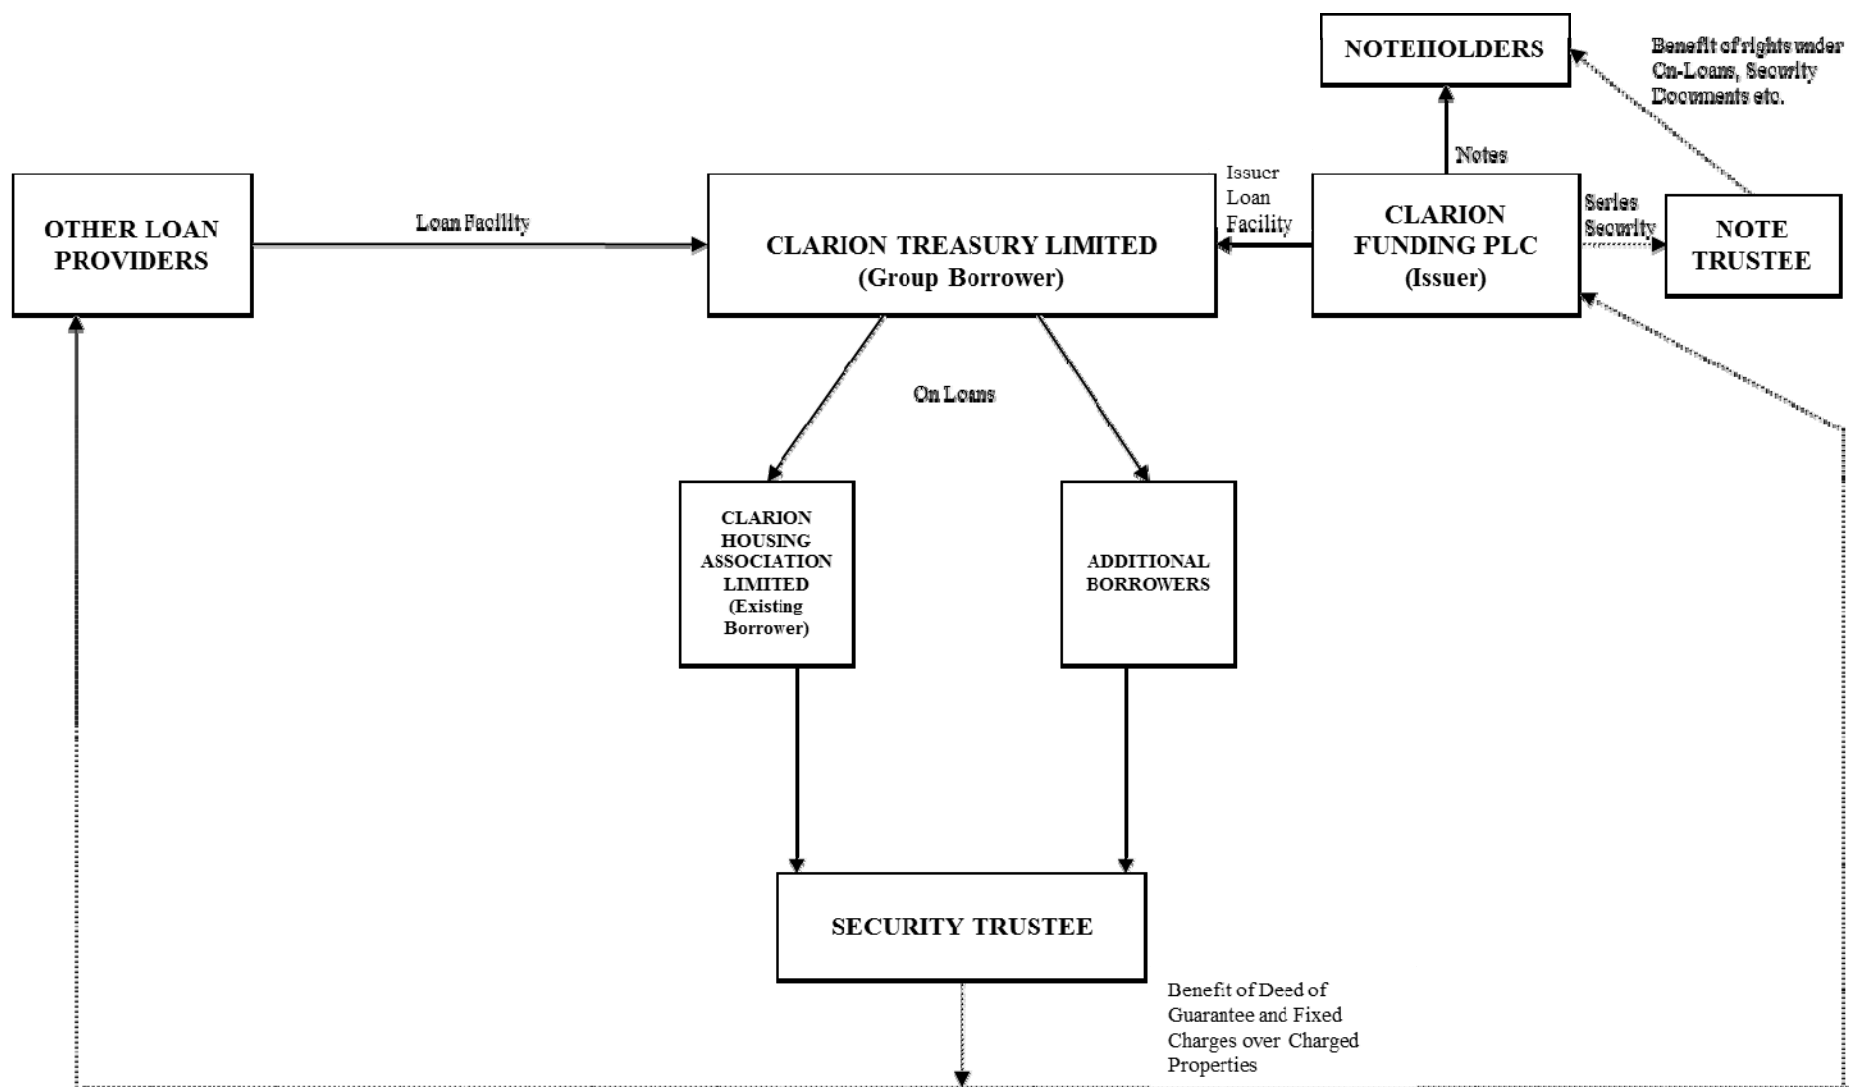 NOTEHOLDERS
Benefit of rights under
On-Loans, Security
Documents etc.
Notes
OTHER LOAN
PROVIDERS
Loan Facility
CLARION TREASURY LIMITED
(Group Borrower)
Issuer
Loan
Facility
CLARION
FUNDING PLC
(Issuer)
Series
Security
NOTE
TRUSTEE
On Loans
CLARION
HOUSING
ASSOCIATION
LIMITED
(Existing
Borrower)
ADDITIONAL
BORROWERS
SECURITY TRUSTEE
Benefit of Deed of
Guarantee and Fixed
Charges over Charged
Properties